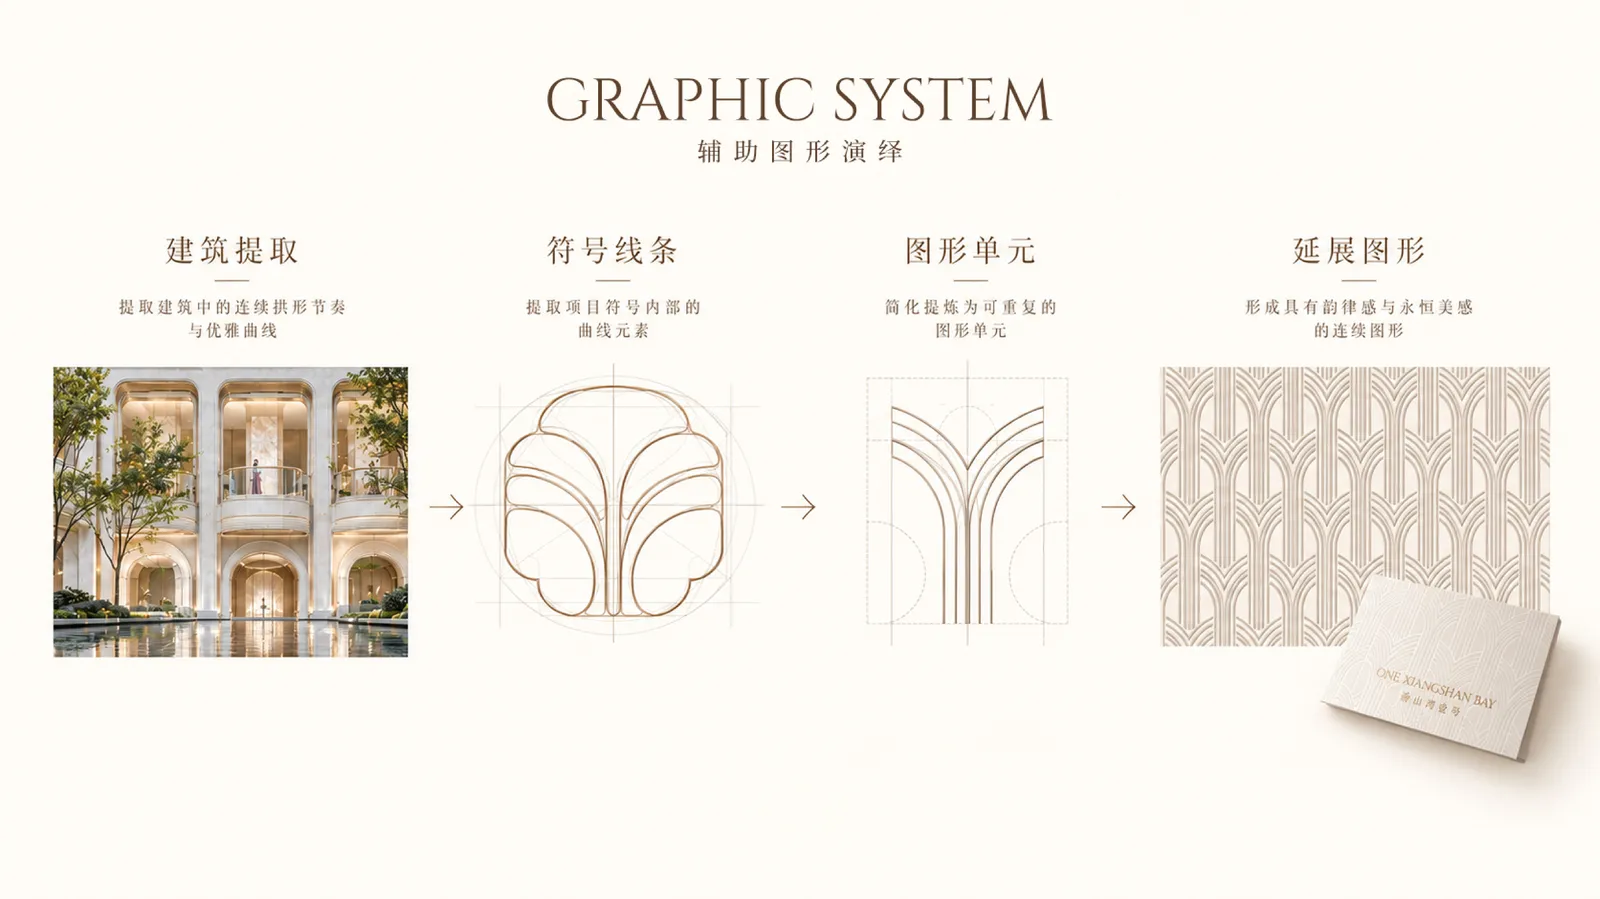 GRAPHIC SYSTEM
辅助图形演绎
建筑提取
提取建筑中的连续拱形节奏
与优雅曲线
符号线条
提取项目符号内部的
曲线元素
图形单元
简化提炼为可重复的
图形单元
延展图形
形成具有韵律感与永恒美感
的连续图形
ONE XIANGSHAN BAY
山湾壹号